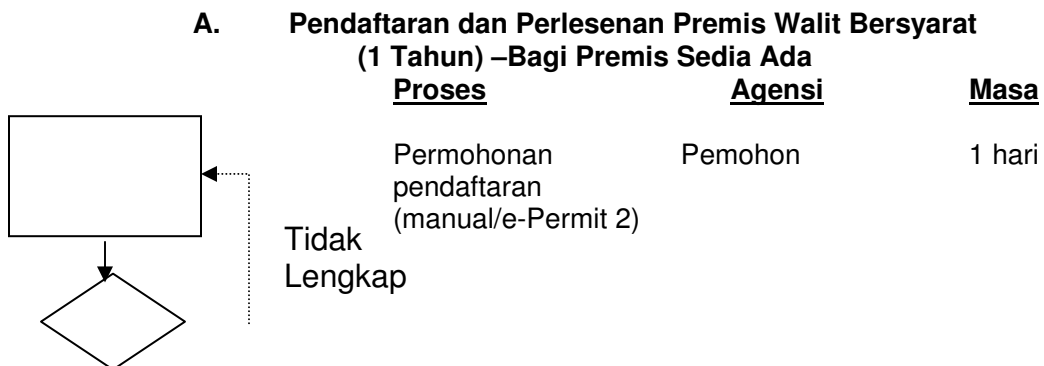 A. Pendaftaran dan Perlesenan Premis Walit Bersyarat
(1 Tahun) –Bagi Premis Sedia Ada
Proses Agensi Masa
Permohonan Pemohon 1 hari
pendaftaran
(manual/e-Permit 2)
Tidak
Lengkap